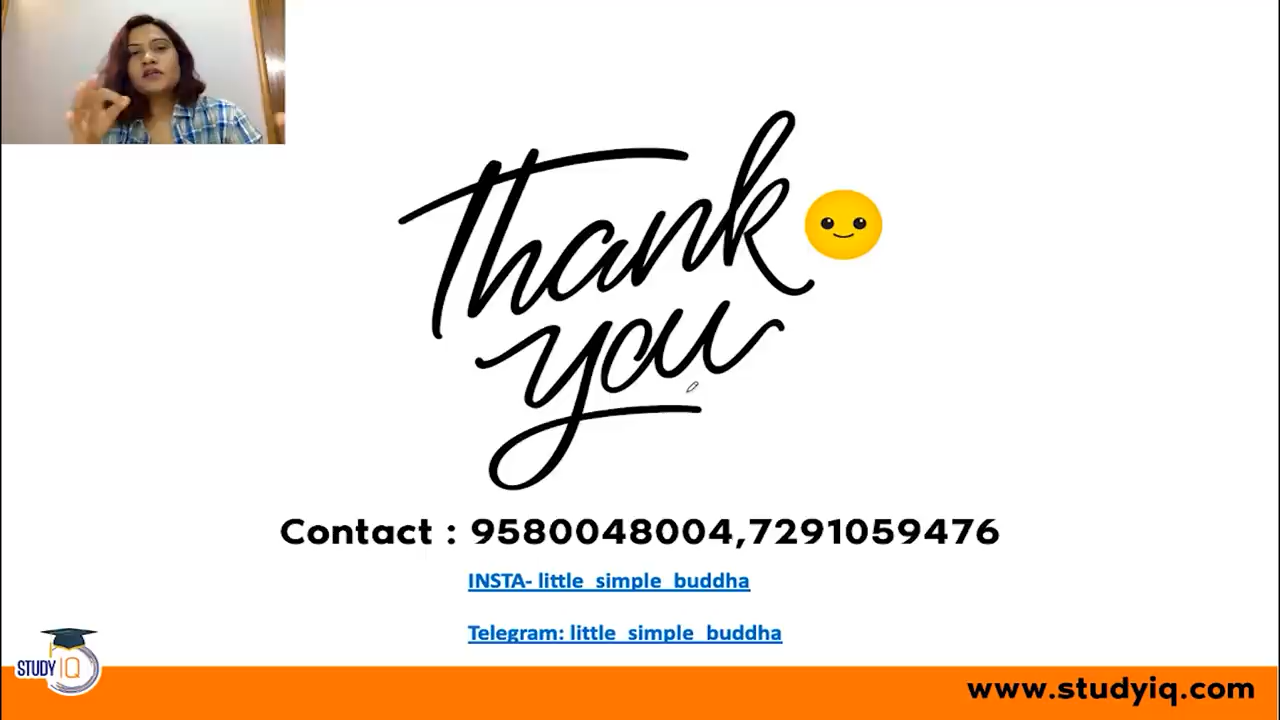 Thank
you
Contact : 9580048004,7291059476
INSTA- little_simple_buddha
Telegram: little_simple_buddha
STUDY IQ
www.studyiq.com